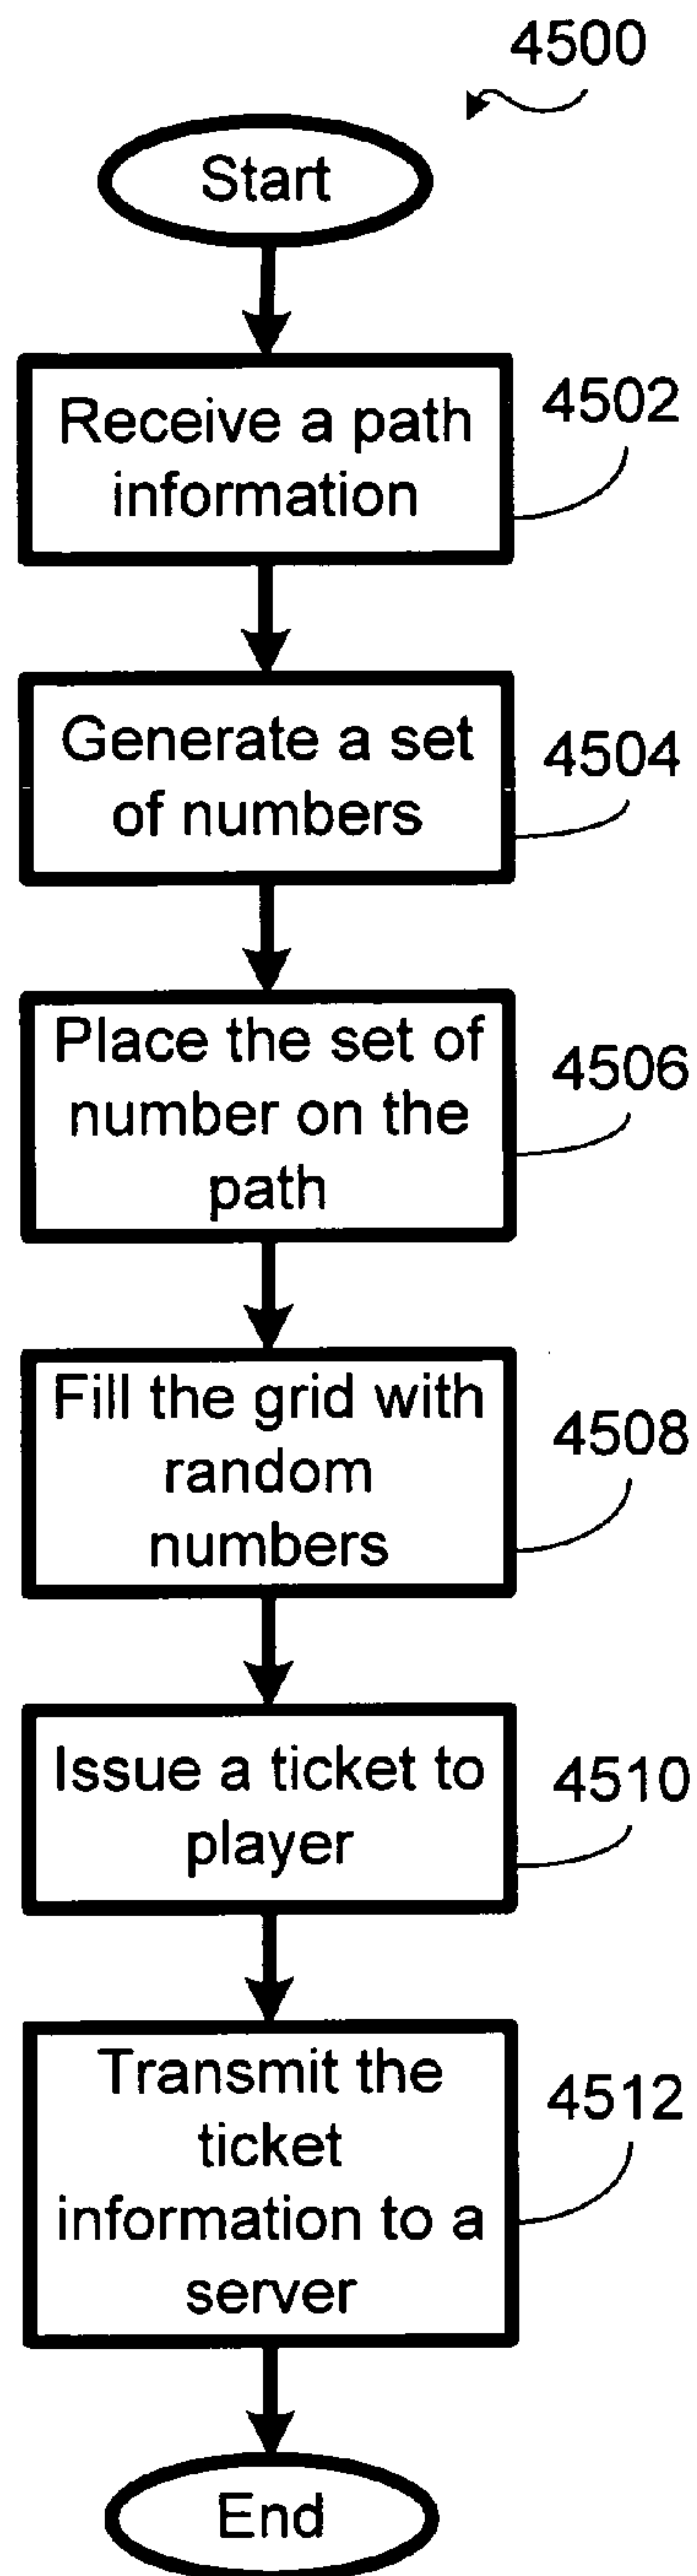 4500
Start
Receive a path
information
4502
Generate a set
of numbers
4504
Place the set of
number on the
path
4506
Fill the grid with
random
numbers
4508
Issue a ticket to
player
4510
Transmit the
ticket
information to a
server
4512
End